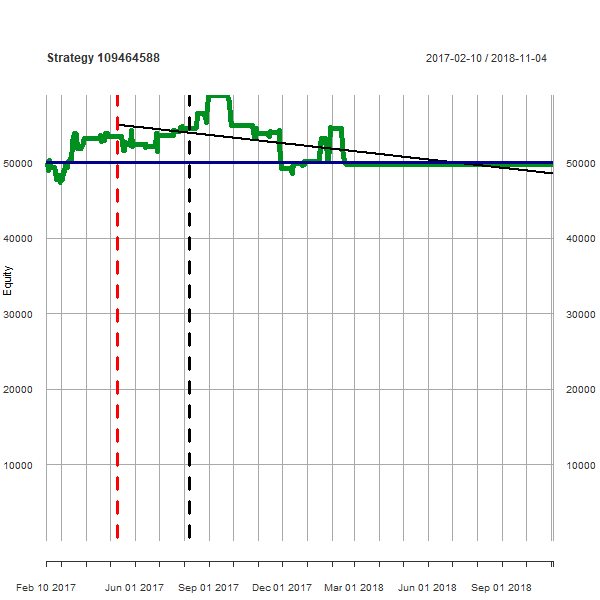 Strategy 109464588
2017-02-10 / 2018-11-04
50000
50000
40000
40000
Equity
30000
30000
20000
20000
10000
10000
Feb 10 2017
Jun 01 2017
Sep 01 2017
Dec 01 2017
Mar 01 2018
Jun 01 2018
Sep 01 2018